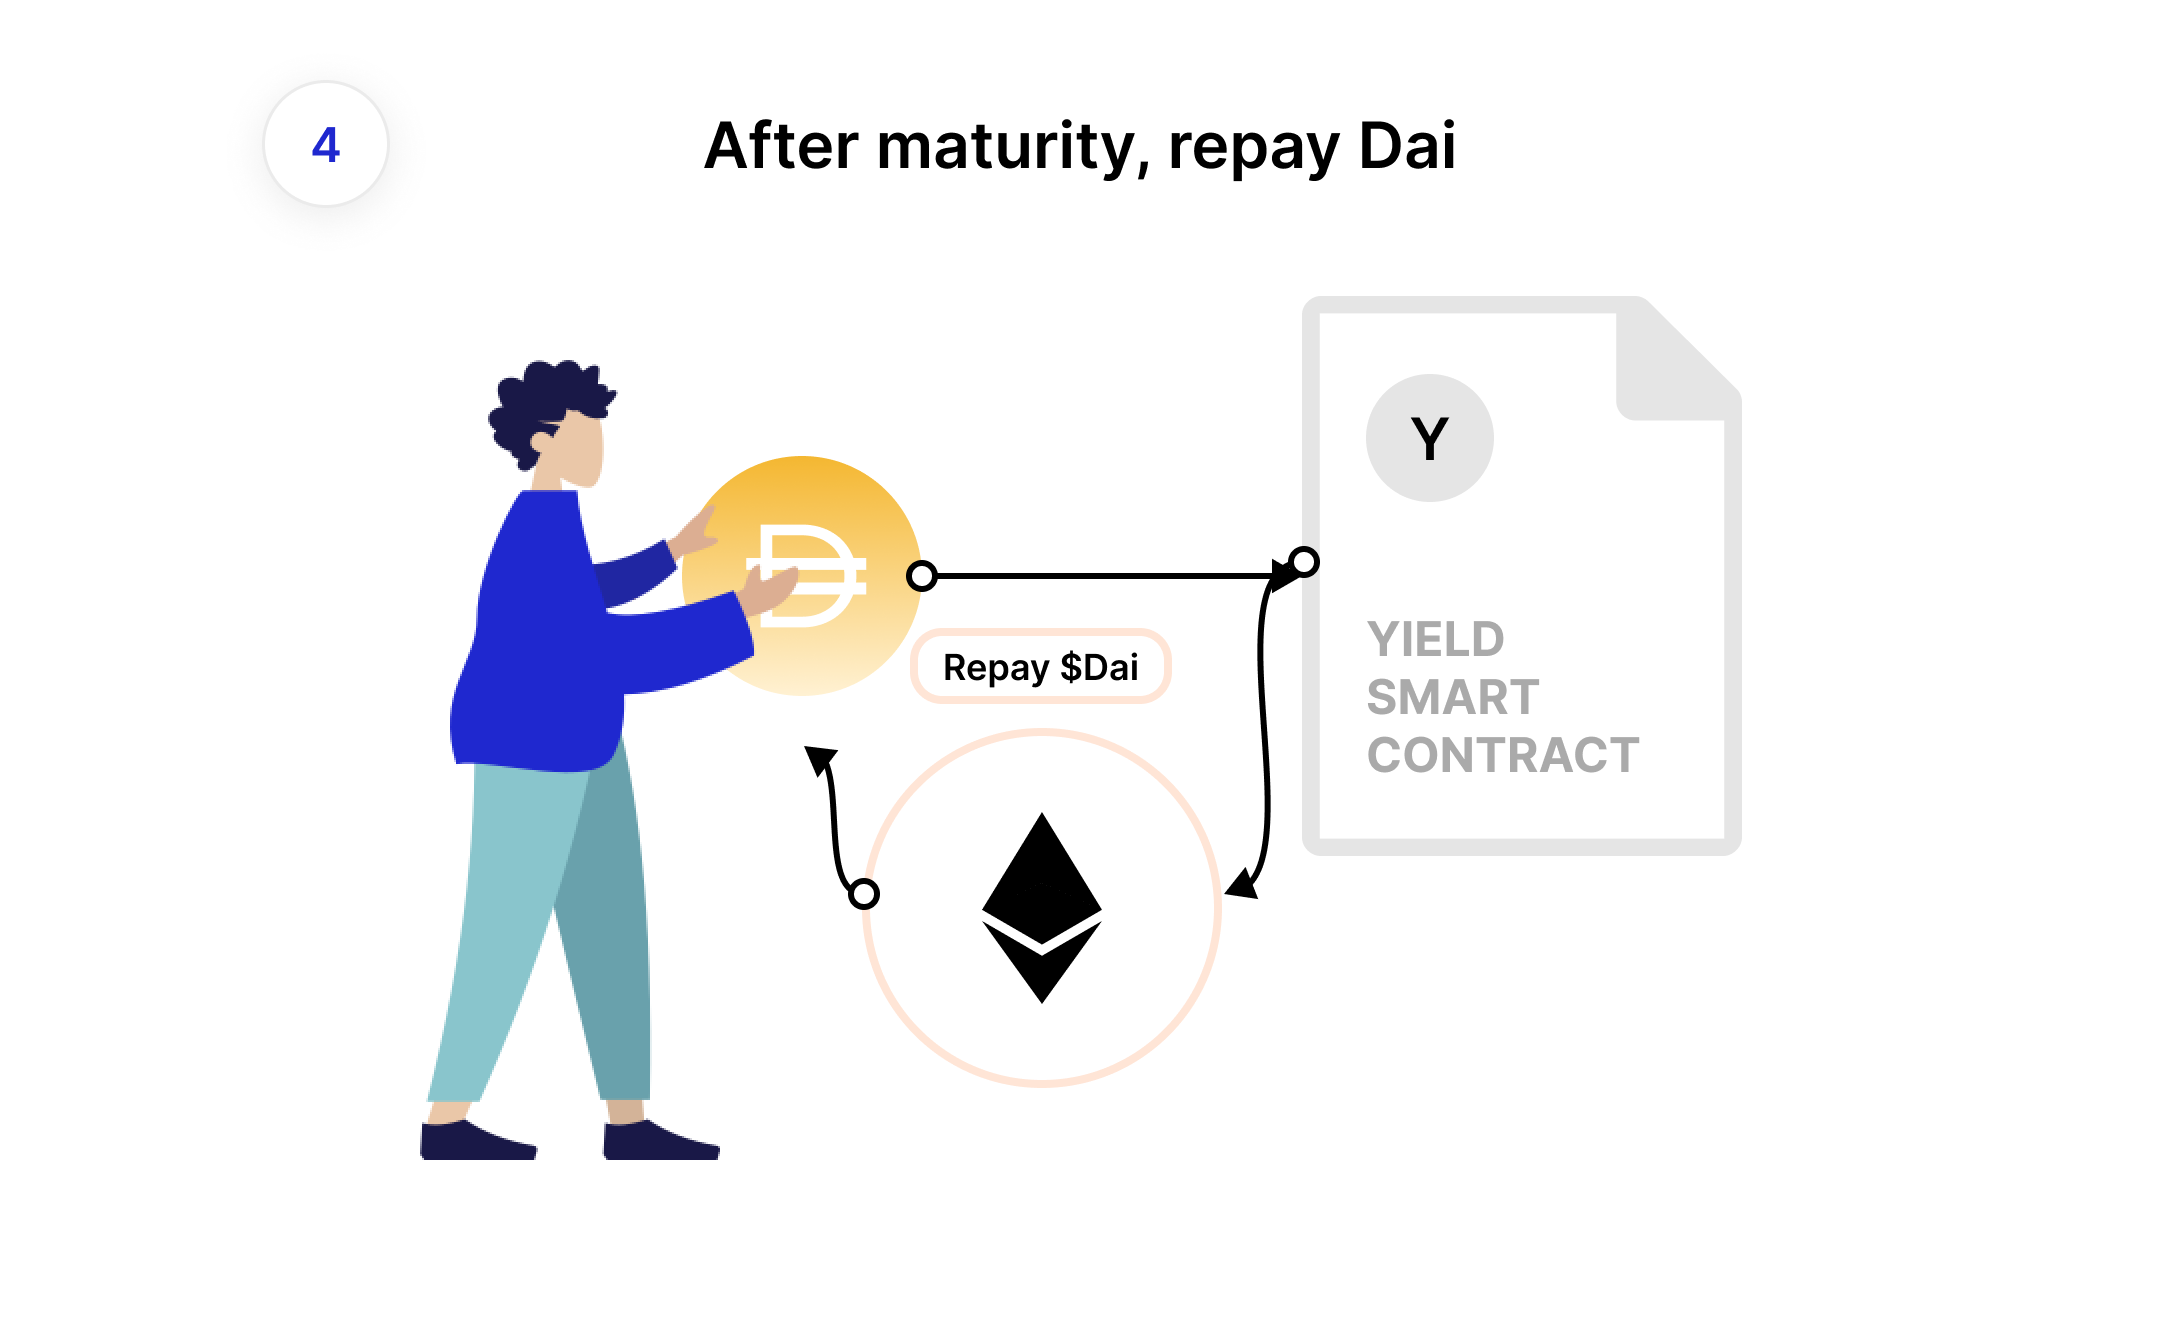 4
After maturity, repay Dai
Y
Repay $Dai
YIELD
SMART
CONTRACT